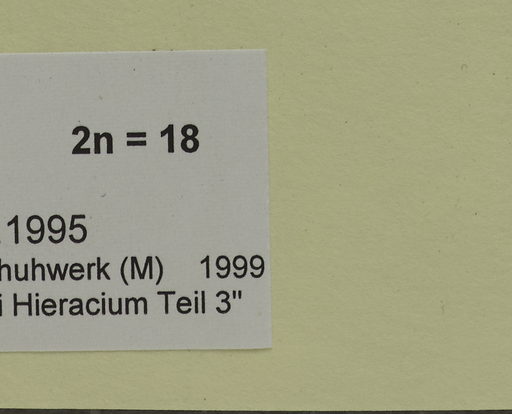 2n = 18
.1995
huhwerk (M) 1999
i Hieracium Teil 3"